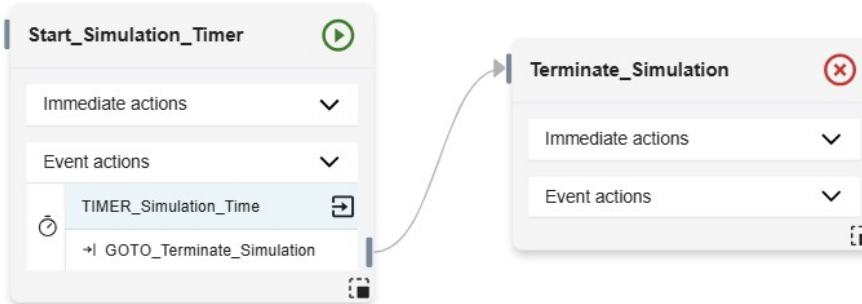 Start_Simulation_Timer
Immediate actions
Event actions
TIMER_Simulation_Time
GOTO_Terminate_Simulation
Terminate_Simulation
Immediate actions
Event actions